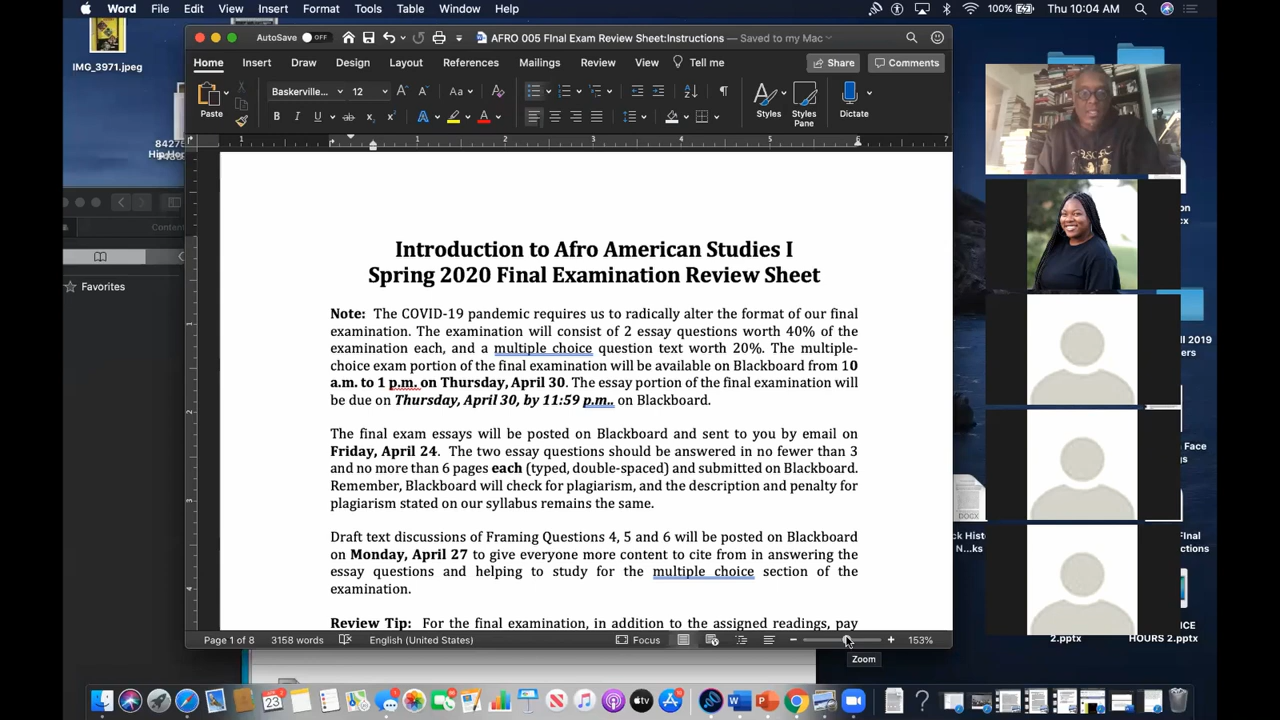 Word File Edit View Insert Format Tools Table Window Help 100% Thu 10:04 AM
AutoSave OFF AFRO 005 FInal Exam Review Sheet:Instructions — Saved to my Mac
IMG_3971.jpeg
Home Insert Draw Design Layout References Mailings Review View Tell me Share Comments
Baskerville... 12
Paste Styles Styles Pane Dictate
Introduction to Afro American Studies I
Spring 2020 Final Examination Review Sheet
Note: The COVID-19 pandemic requires us to radically alter the format of our final
examination. The examination will consist of 2 essay questions worth 40% of the
examination each, and a multiple choice question text worth 20%. The multiple-
choice exam portion of the final examination will be available on Blackboard from 10
a.m. to 1 p.m. on Thursday, April 30. The essay portion of the final examination will
be due on Thursday, April 30, by 11:59 p.m.. on Blackboard.
The final exam essays will be posted on Blackboard and sent to you by email on
Friday, April 24. The two essay questions should be answered in no fewer than 3
and no more than 6 pages each (typed, double-spaced) and submitted on Blackboard.
Remember, Blackboard will check for plagiarism, and the description and penalty for
plagiarism stated on our syllabus remains the same.
Draft text discussions of Framing Questions 4, 5 and 6 will be posted on Blackboard
on Monday, April 27 to give everyone more content to cite from in answering the
essay questions and helping to study for the multiple choice section of the
examination.
Review Tip: For the final examination, in addition to the assigned readings, pay
Favorites
Page 1 of 8 3158 words English (United States) Focus 153%
Zoom
2.pptx
HOURS 2.pptx